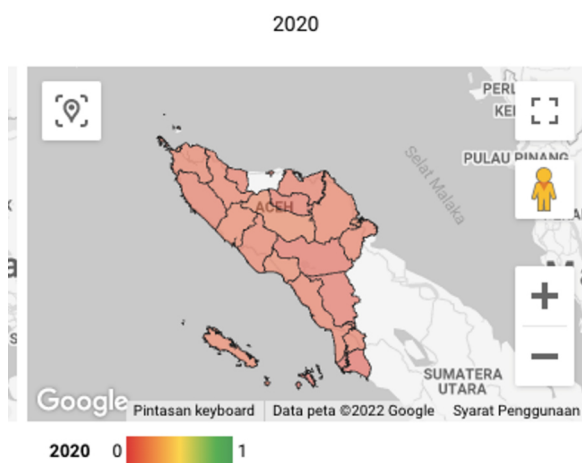 2020
PERL
KE
PULAU PINANG
Selat Malaka
ACEH
SUMATERA
UTARA
Google
Pintasan keyboard
Data peta ©2022 Google
Syarat Penggunaan
2020 0 1